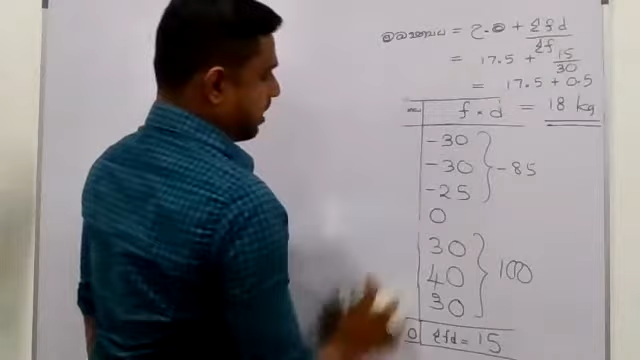 මධ්‍යන්‍යය = උ.ම + Σfd / Σf
= 17.5 + 15/30
= 17.5 + 0.5
= 18 kg
f × d
-30
-30 } -85
-25
0
30
40 } 100
30
0 Σfd = 15